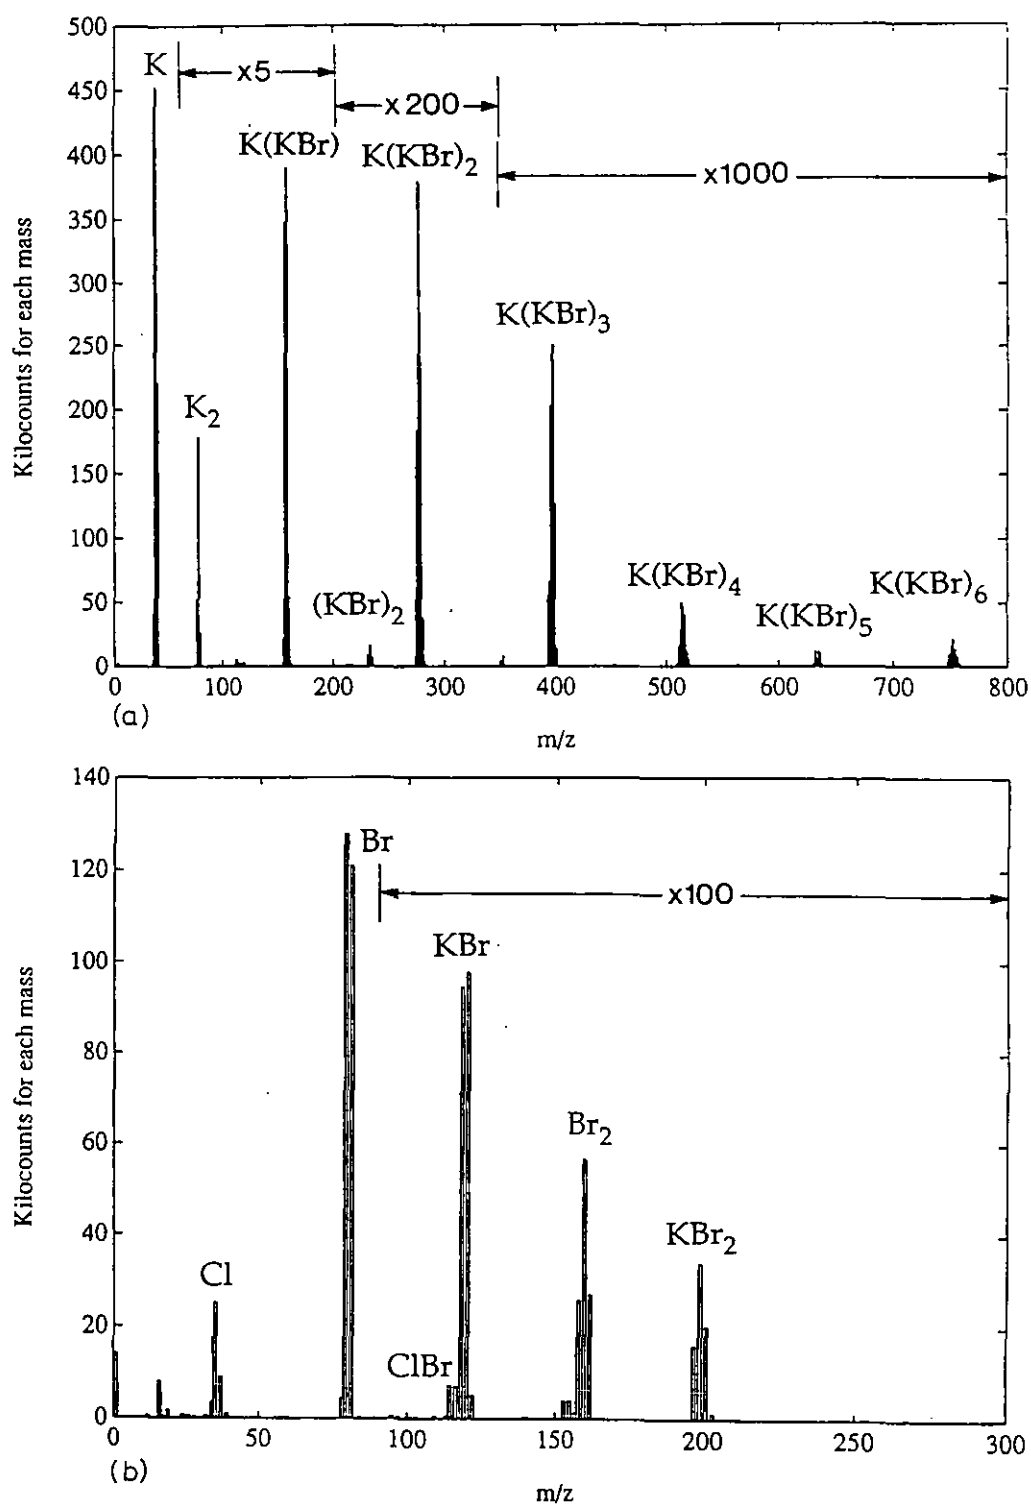 500
450
400
350
300
250
200
150
100
50
0
Kilocounts for each mass
K
x5
x200
x1000
K(KBr)
K(KBr)2
K(KBr)3
K2
(KBr)2
K(KBr)4
K(KBr)5
K(KBr)6
0 100 200 300 400 500 600 700 800
(a)
m/z
140
120
100
80
60
40
20
0
Kilocounts for each mass
Br
x100
KBr
Br2
KBr2
Cl
ClBr
0 50 100 150 200 250 300
(b)
m/z